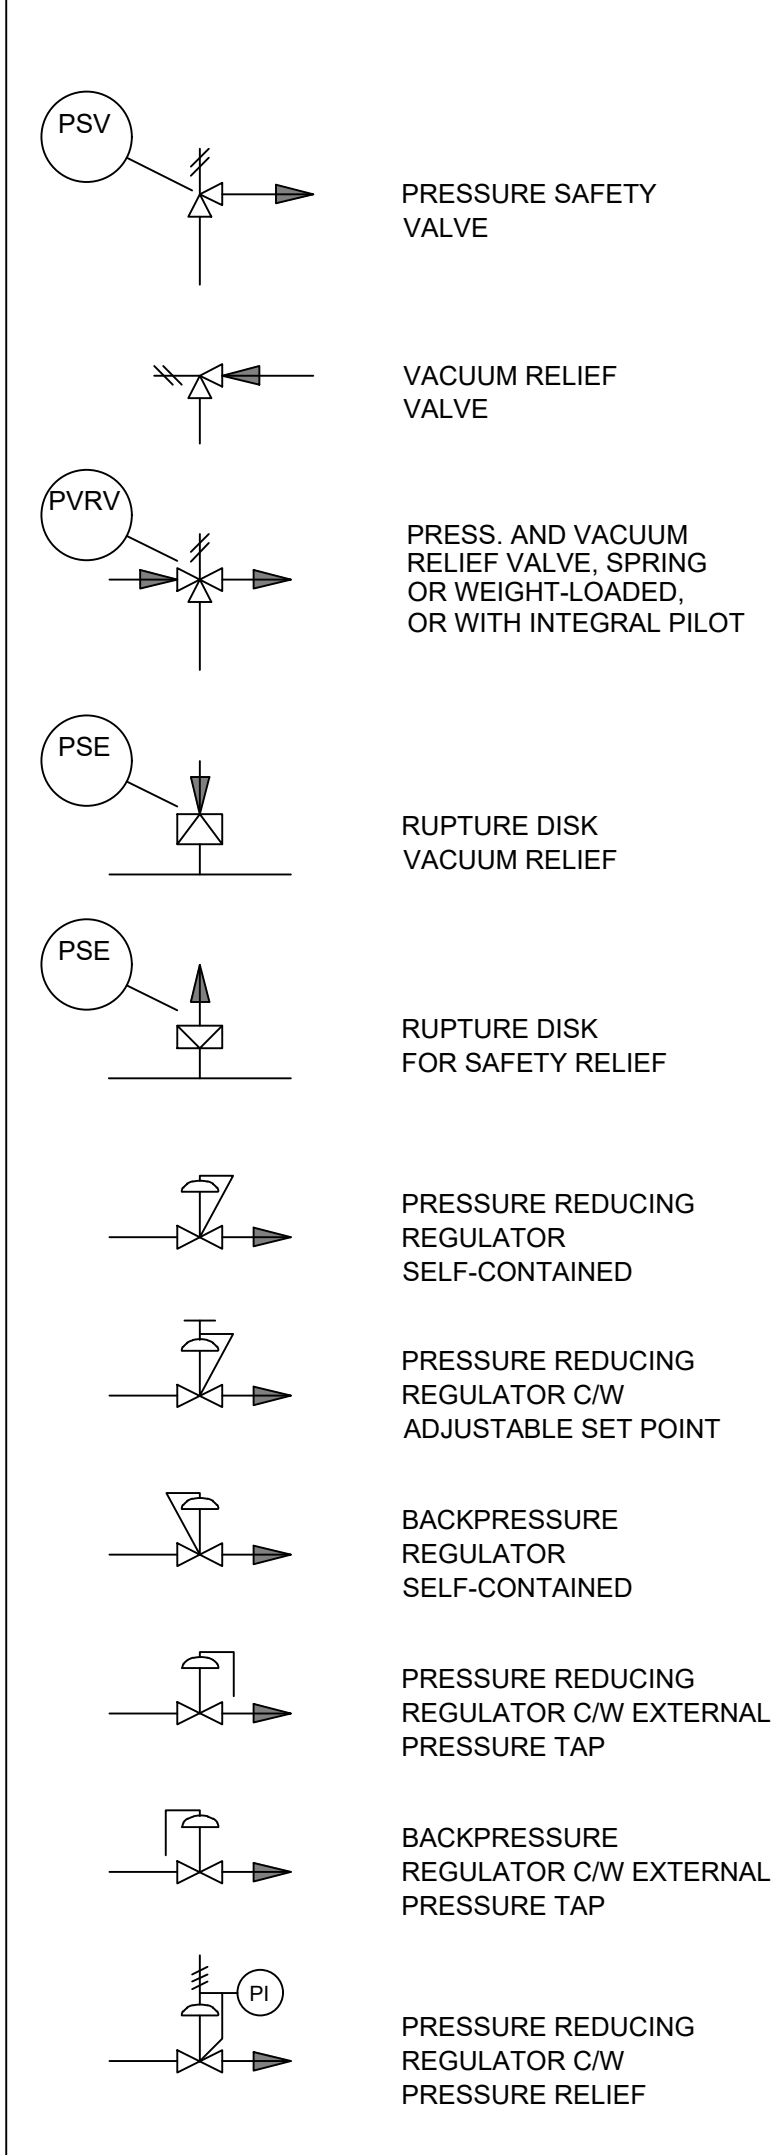 PSV
PRESSURE SAFETY
VALVE
VACUUM RELIEF
VALVE
PVRV
PRESS. AND VACUUM
RELIEF VALVE, SPRING
OR WEIGHT-LOADED,
OR WITH INTEGRAL PILOT
PSE
RUPTURE DISK
VACUUM RELIEF
PSE
RUPTURE DISK
FOR SAFETY RELIEF
PRESSURE REDUCING
REGULATOR
SELF-CONTAINED
PRESSURE REDUCING
REGULATOR C/W
ADJUSTABLE SET POINT
BACKPRESSURE
REGULATOR
SELF-CONTAINED
PRESSURE REDUCING
REGULATOR C/W EXTERNAL
PRESSURE TAP
BACKPRESSURE
REGULATOR C/W EXTERNAL
PRESSURE TAP
PI
PRESSURE REDUCING
REGULATOR C/W
PRESSURE RELIEF